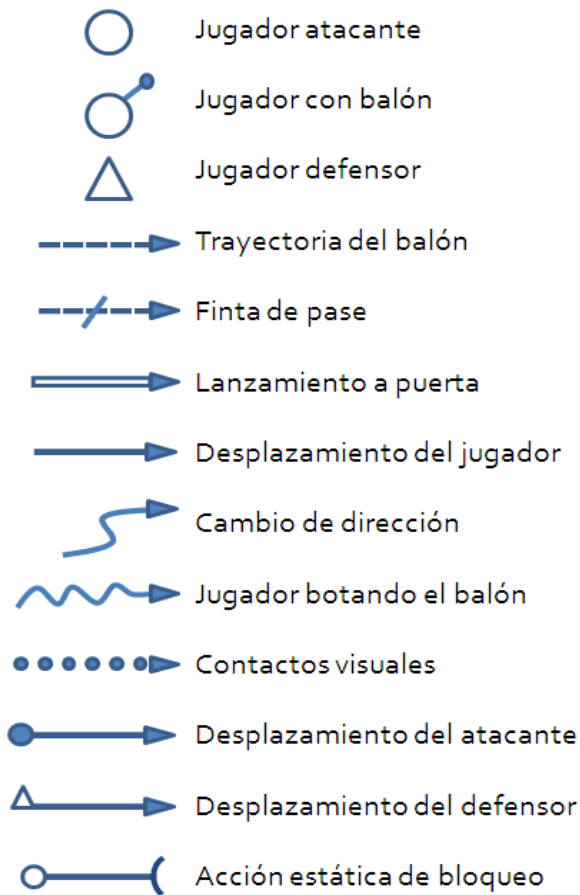 Jugador atacante
Jugador con balón
Jugador defensor
Trayectoria del balón
Finta de pase
Lanzamiento a puerta
Desplazamiento del jugador
Cambio de dirección
Jugador botando el balón
Contactos visuales
Desplazamiento del atacante
Desplazamiento del defensor
Acción estática de bloqueo